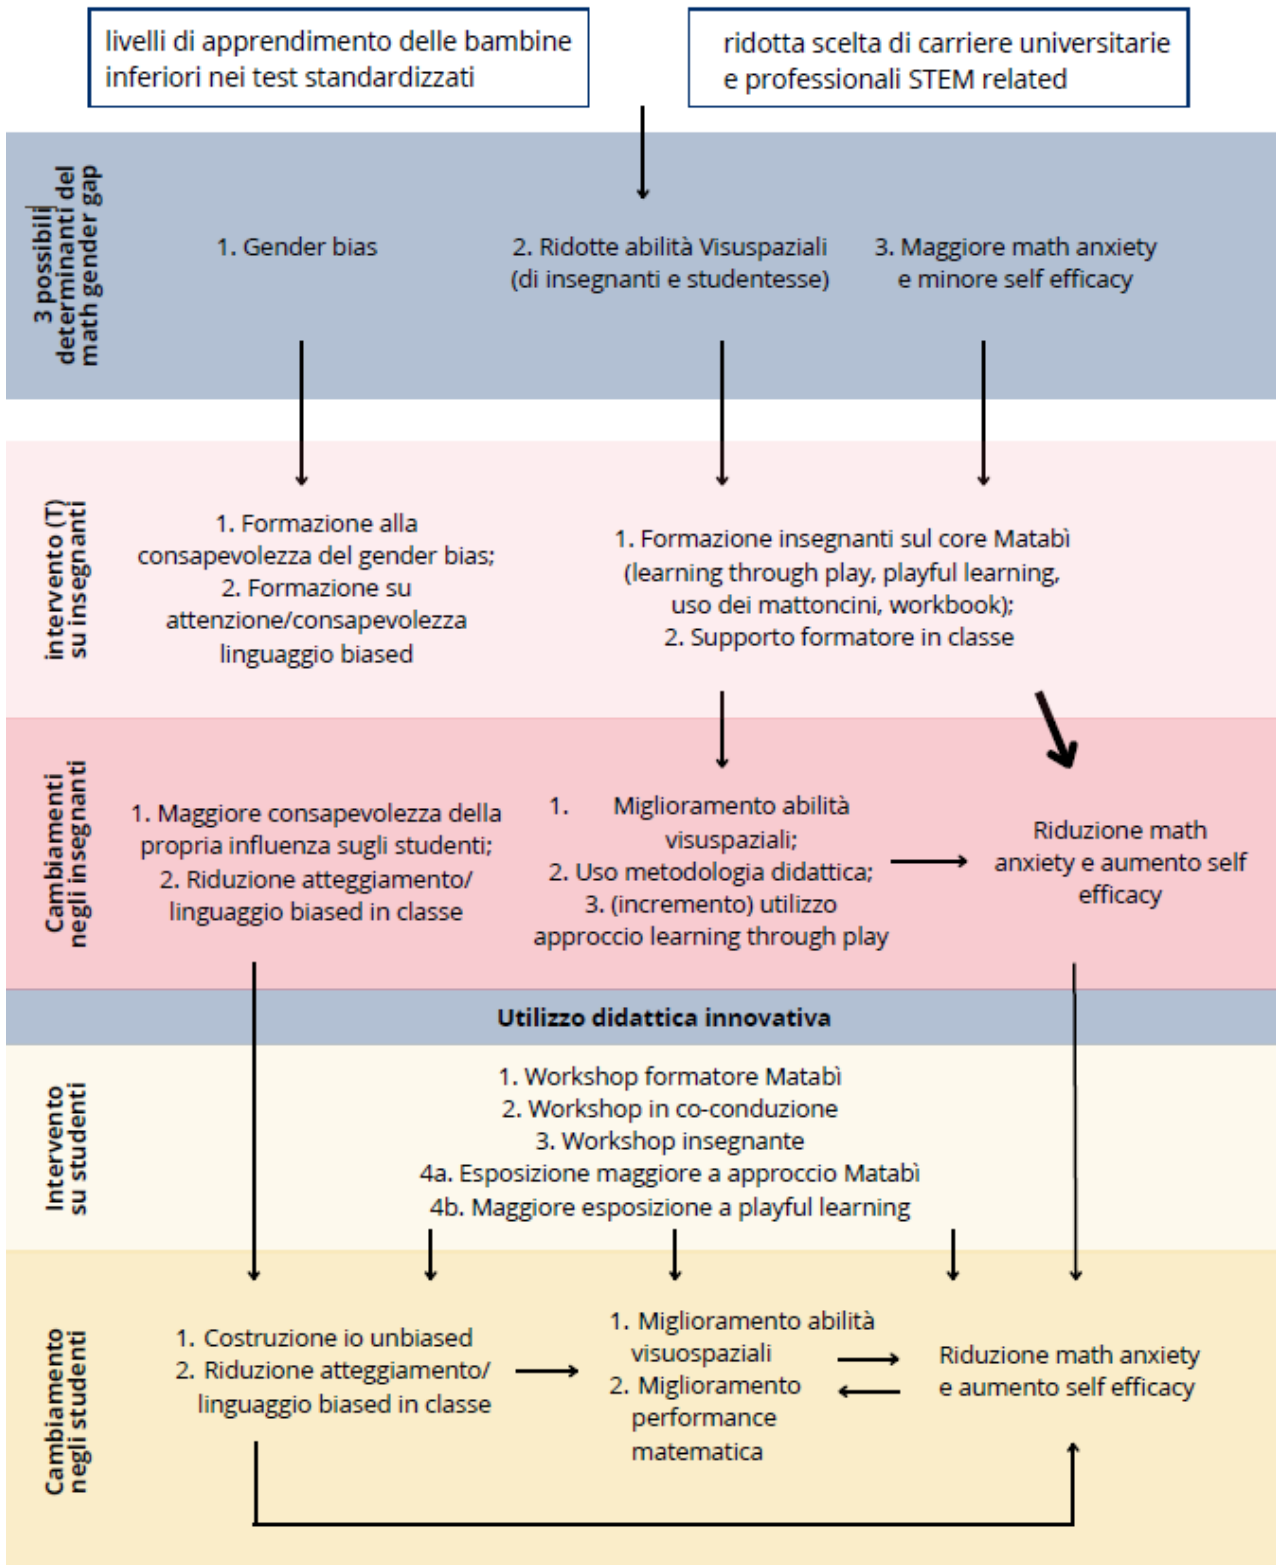 livelli di apprendimento delle bambine
inferiori nei test standardizzati
ridotta scelta di carriere universitarie
e professionali STEM related
3 possibili
determinanti del
math gender gap
1. Gender bias
2. Ridotte abilità Visuspaziali
(di insegnanti e studentesse)
3. Maggiore math anxiety
e minore self efficacy
intervento (T)
su insegnanti
1. Formazione alla
consapevolezza del gender bias;
2. Formazione su
attenzione/consapevolezza
linguaggio biased
1. Formazione insegnanti sul core Matabì
(learning through play, playful learning,
uso dei mattoncini, workbook);
2. Supporto formatore in classe
Cambiamenti
negli insegnanti
1. Maggiore consapevolezza della
propria influenza sugli studenti;
2. Riduzione atteggiamento/
linguaggio biased in classe
1. Miglioramento abilità
visuspaziali;
2. Uso metodologia didattica;
3. (incremento) utilizzo
approccio learning through play
Riduzione math
anxiety e aumento self
efficacy
Utilizzo didattica innovativa
Intervento
su studenti
1. Workshop formatore Matabì
2. Workshop in co-conduzione
3. Workshop insegnante
4a. Esposizione maggiore a approccio Matabì
4b. Maggiore esposizione a playful learning
Cambiamento
negli studenti
1. Costruzione io unbiased
2. Riduzione atteggiamento/
linguaggio biased in classe
1. Miglioramento abilità
visuospaziali
2. Miglioramento
performance
matematica
Riduzione math anxiety
e aumento self efficacy